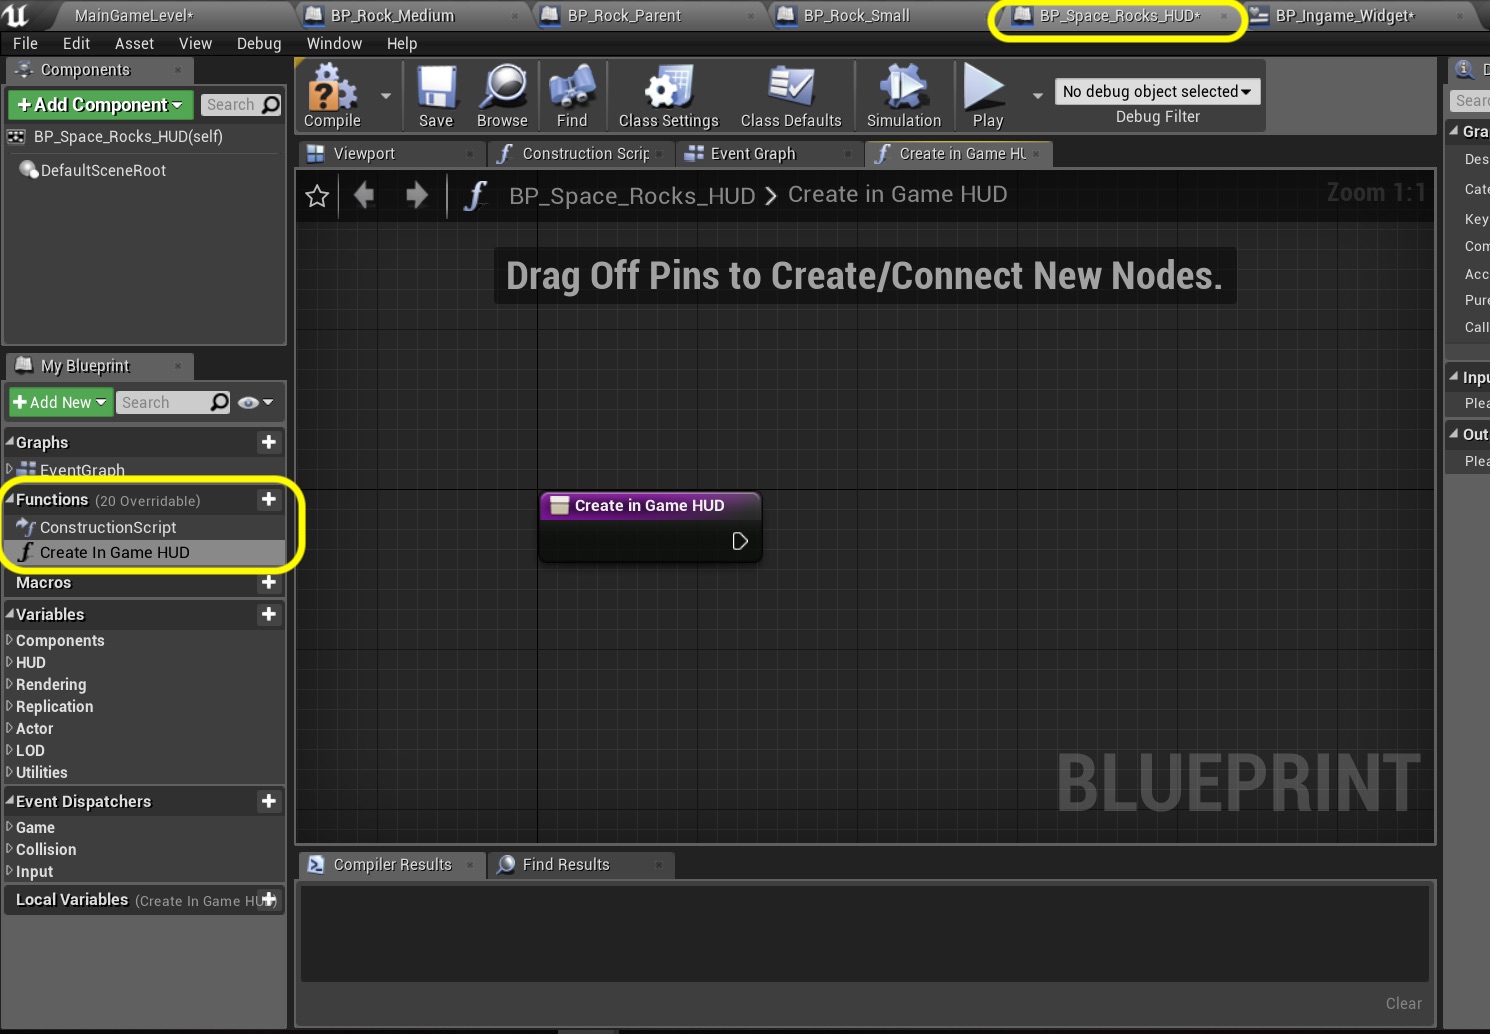 MainGameLevel*
BP_Rock_Medium
BP_Rock_Parent
BP_Rock_Small
BP_Space_Rocks_HUD*
BP_Ingame_Widget*
File Edit Asset View Debug Window Help
Components
+Add Component
Search
BP_Space_Rocks_HUD(self)
DefaultSceneRoot
Compile
Save
Browse
Find
Class Settings
Class Defaults
Simulation
Play
No debug object selected
Debug Filter
Viewport
Construction Scrip
Event Graph
Create in Game HU
BP_Space_Rocks_HUD > Create in Game HUD
Zoom 1:1
Drag Off Pins to Create/Connect New Nodes.
Create in Game HUD
BLUEPRINT
My Blueprint
+Add New
Search
Graphs
EventGraph
Functions (20 Overridable)
ConstructionScript
Create In Game HUD
Macros
Variables
Components
HUD
Rendering
Replication
Actor
LOD
Utilities
Event Dispatchers
Game
Collision
Input
Local Variables (Create In Game HUD)
Compiler Results
Find Results
Clear
D
Sear
Gra
Des
Cate
Key
Com
Acc
Pure
Call
Inpu
Plea
Out
Plea